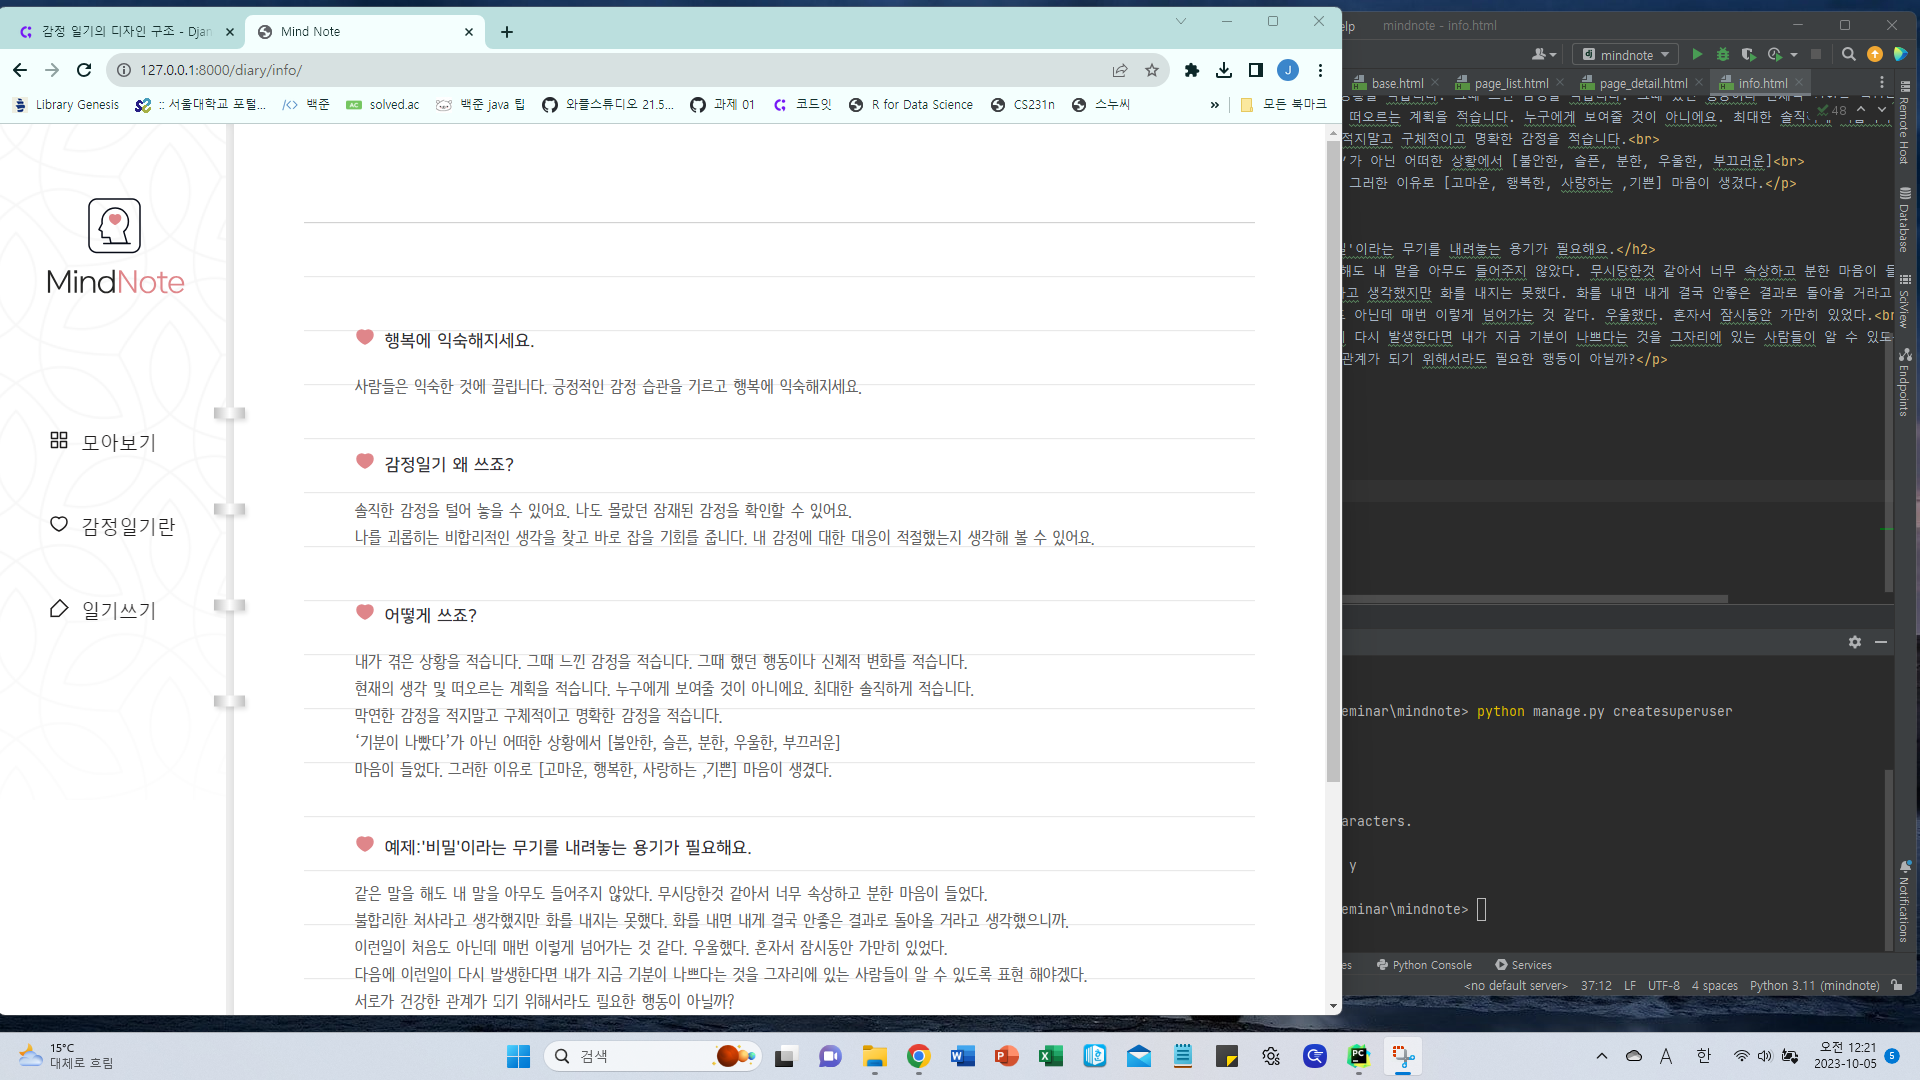 감정 일기의 디자인 구조 - Djan
Mind Note
127.0.0.1:8000/diary/info/
J
Library Genesis
:: 서울대학교 포털...
백준
solved.ac
백준 java 팁
와플스튜디오 21.5...
과제 01
코드잇
R for Data Science
CS231n
스누씨
»
모든 북마크
MindNote
모아보기
감정일기란
일기쓰기
행복에 익숙해지세요.
사람들은 익숙한 것에 끌립니다. 긍정적인 감정 습관을 기르고 행복에 익숙해지세요.
감정일기 왜 쓰죠?
솔직한 감정을 털어 놓을 수 있어요. 나도 몰랐던 잠재된 감정을 확인할 수 있어요.
나를 괴롭히는 비합리적인 생각을 찾고 바로 잡을 기회를 줍니다. 내 감정에 대한 대응이 적절했는지 생각해 볼 수 있어요.
어떻게 쓰죠?
내가 겪은 상황을 적습니다. 그때 느낀 감정을 적습니다. 그때 했던 행동이나 신체적 변화를 적습니다.
현재의 생각 및 떠오르는 계획을 적습니다. 누구에게 보여줄 것이 아니에요. 최대한 솔직하게 적습니다.
막연한 감정을 적지말고 구체적이고 명확한 감정을 적습니다.
‘기분이 나빴다’가 아닌 어떠한 상황에서 [불안한, 슬픈, 분한, 우울한, 부끄러운]
마음이 들었다. 그러한 이유로 [고마운, 행복한, 사랑하는 ,기쁜] 마음이 생겼다.
예제:'비밀'이라는 무기를 내려놓는 용기가 필요해요.
같은 말을 해도 내 말을 아무도 들어주지 않았다. 무시당한것 같아서 너무 속상하고 분한 마음이 들었다.
불합리한 처사라고 생각했지만 화를 내지는 못했다. 화를 내면 내게 결국 안좋은 결과로 돌아올 거라고 생각했으니까.
이런일이 처음도 아닌데 매번 이렇게 넘어가는 것 같다. 우울했다. 혼자서 잠시동안 가만히 있었다.
다음에 이런일이 다시 발생한다면 내가 지금 기분이 나쁘다는 것을 그자리에 있는 사람들이 알 수 있도록 표현 해야겠다.
서로가 건강한 관계가 되기 위해서라도 필요한 행동이 아닐까?
elp
mindnote - info.html
mindnote
base.html
page_list.html
page_detail.html
info.html
48
떠오르는 계획을 적습니다. 누구에게 보여줄 것이 아니에요. 최대한
적지말고 구체적이고 명확한 감정을 적습니다.<br>
'가 아닌 어떠한 상황에서 [불안한, 슬픈, 분한, 우울한, 부끄러운]<br>
그러한 이유로 [고마운, 행복한, 사랑하는 ,기쁜] 마음이 생겼다.</p>
'이라는 무기를 내려놓는 용기가 필요해요.</h2>
해도 내 말을 아무도 들어주지 않았다. 무시당한것 같아서 너무 속상하고 분한 마음이
고 생각했지만 화를 내지는 못했다. 화를 내면 내게 결국 안좋은 결과로 돌아올 거라고
아닌데 매번 이렇게 넘어가는 것 같다. 우울했다. 혼자서 잠시동안 가만히 있었다.<br
다시 발생한다면 내가 지금 기분이 나쁘다는 것을 그자리에 있는 사람들이 알 수
관계가 되기 위해서라도 필요한 행동이 아닐까?</p>
Remote Host
Database
SciView
Endpoints
Notifications
eminar\mindnote> python manage.py createsuperuser
aracters.
y
eminar\mindnote>
es
Python Console
Services
<no default server>
37:12
LF
UTF-8
4 spaces
Python 3.11 (mindnote)
15°C
대체로 흐림
검색
A
한
오전 12:21
2023-10-05
5